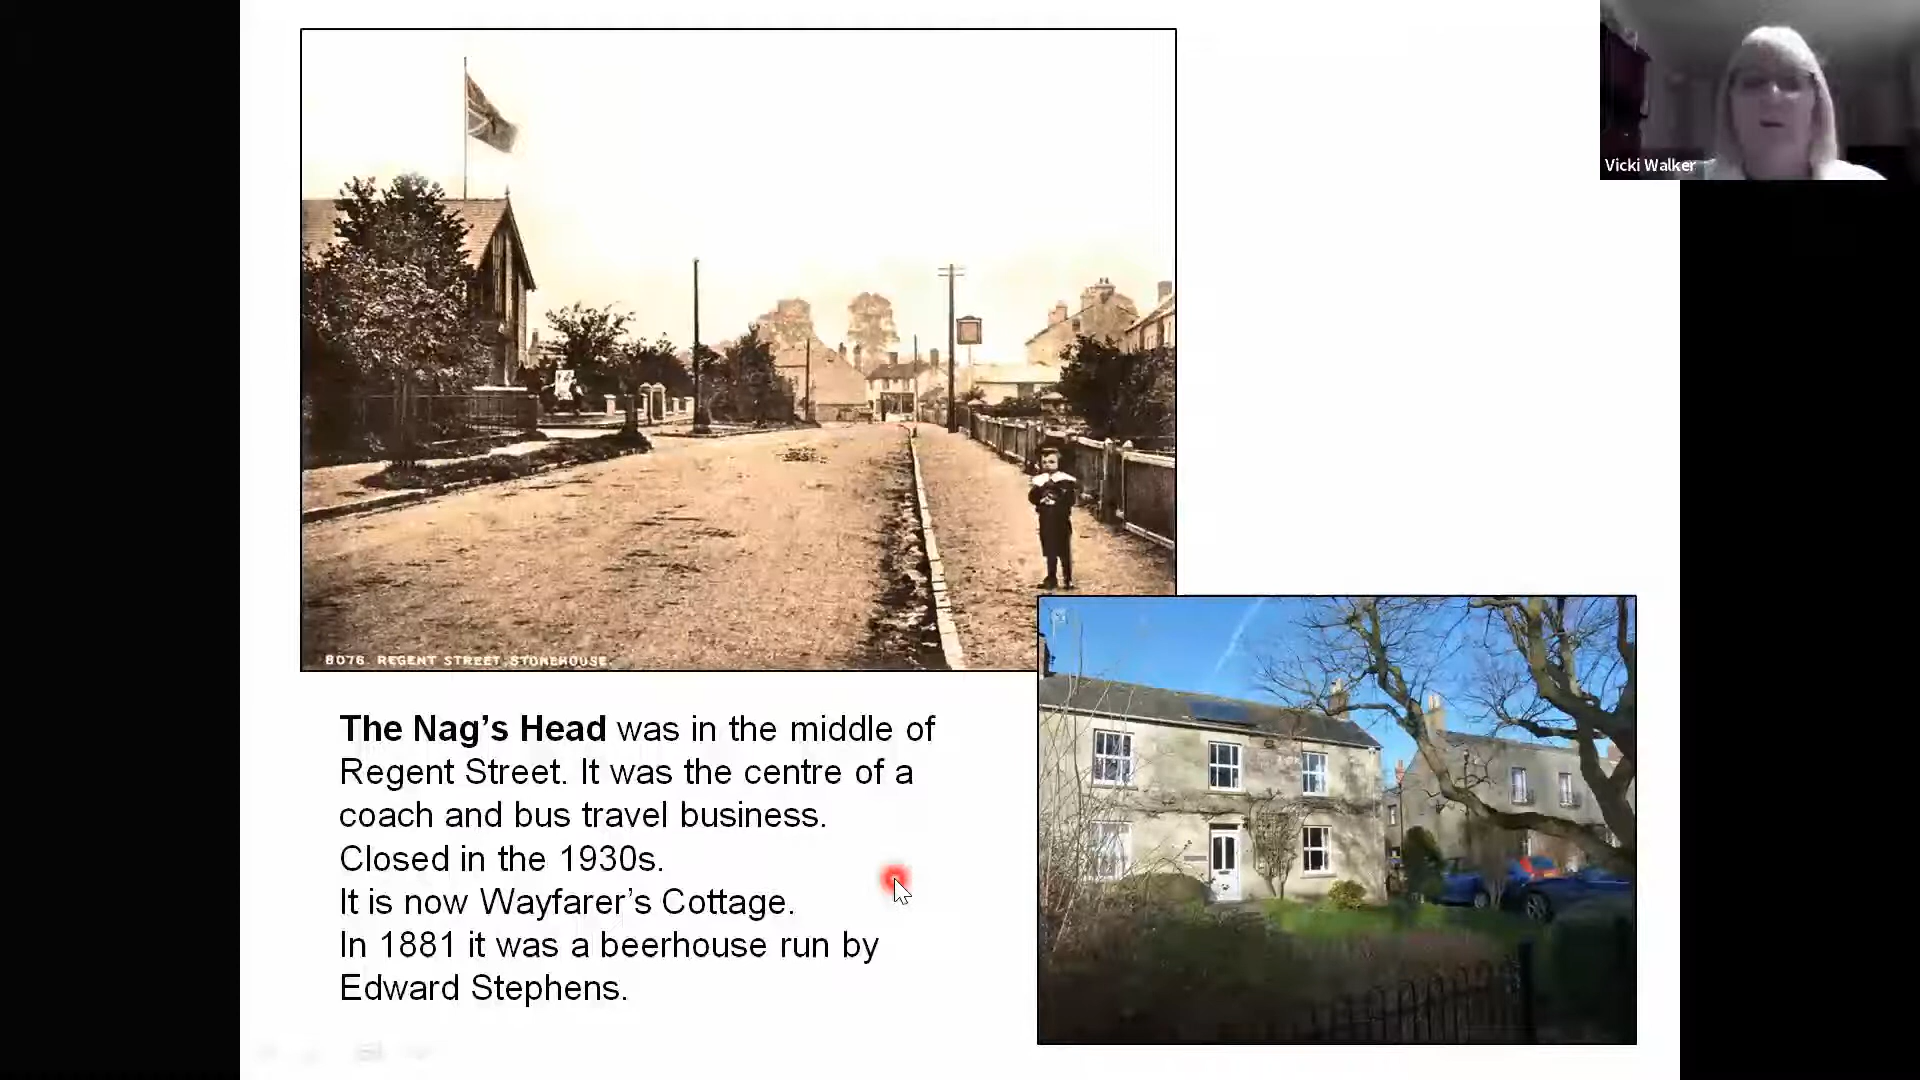 Vicki Walker
8076. REGENT STREET, STONEHOUSE.
The Nag’s Head was in the middle of
Regent Street. It was the centre of a
coach and bus travel business.
Closed in the 1930s.
It is now Wayfarer’s Cottage.
In 1881 it was a beerhouse run by
Edward Stephens.